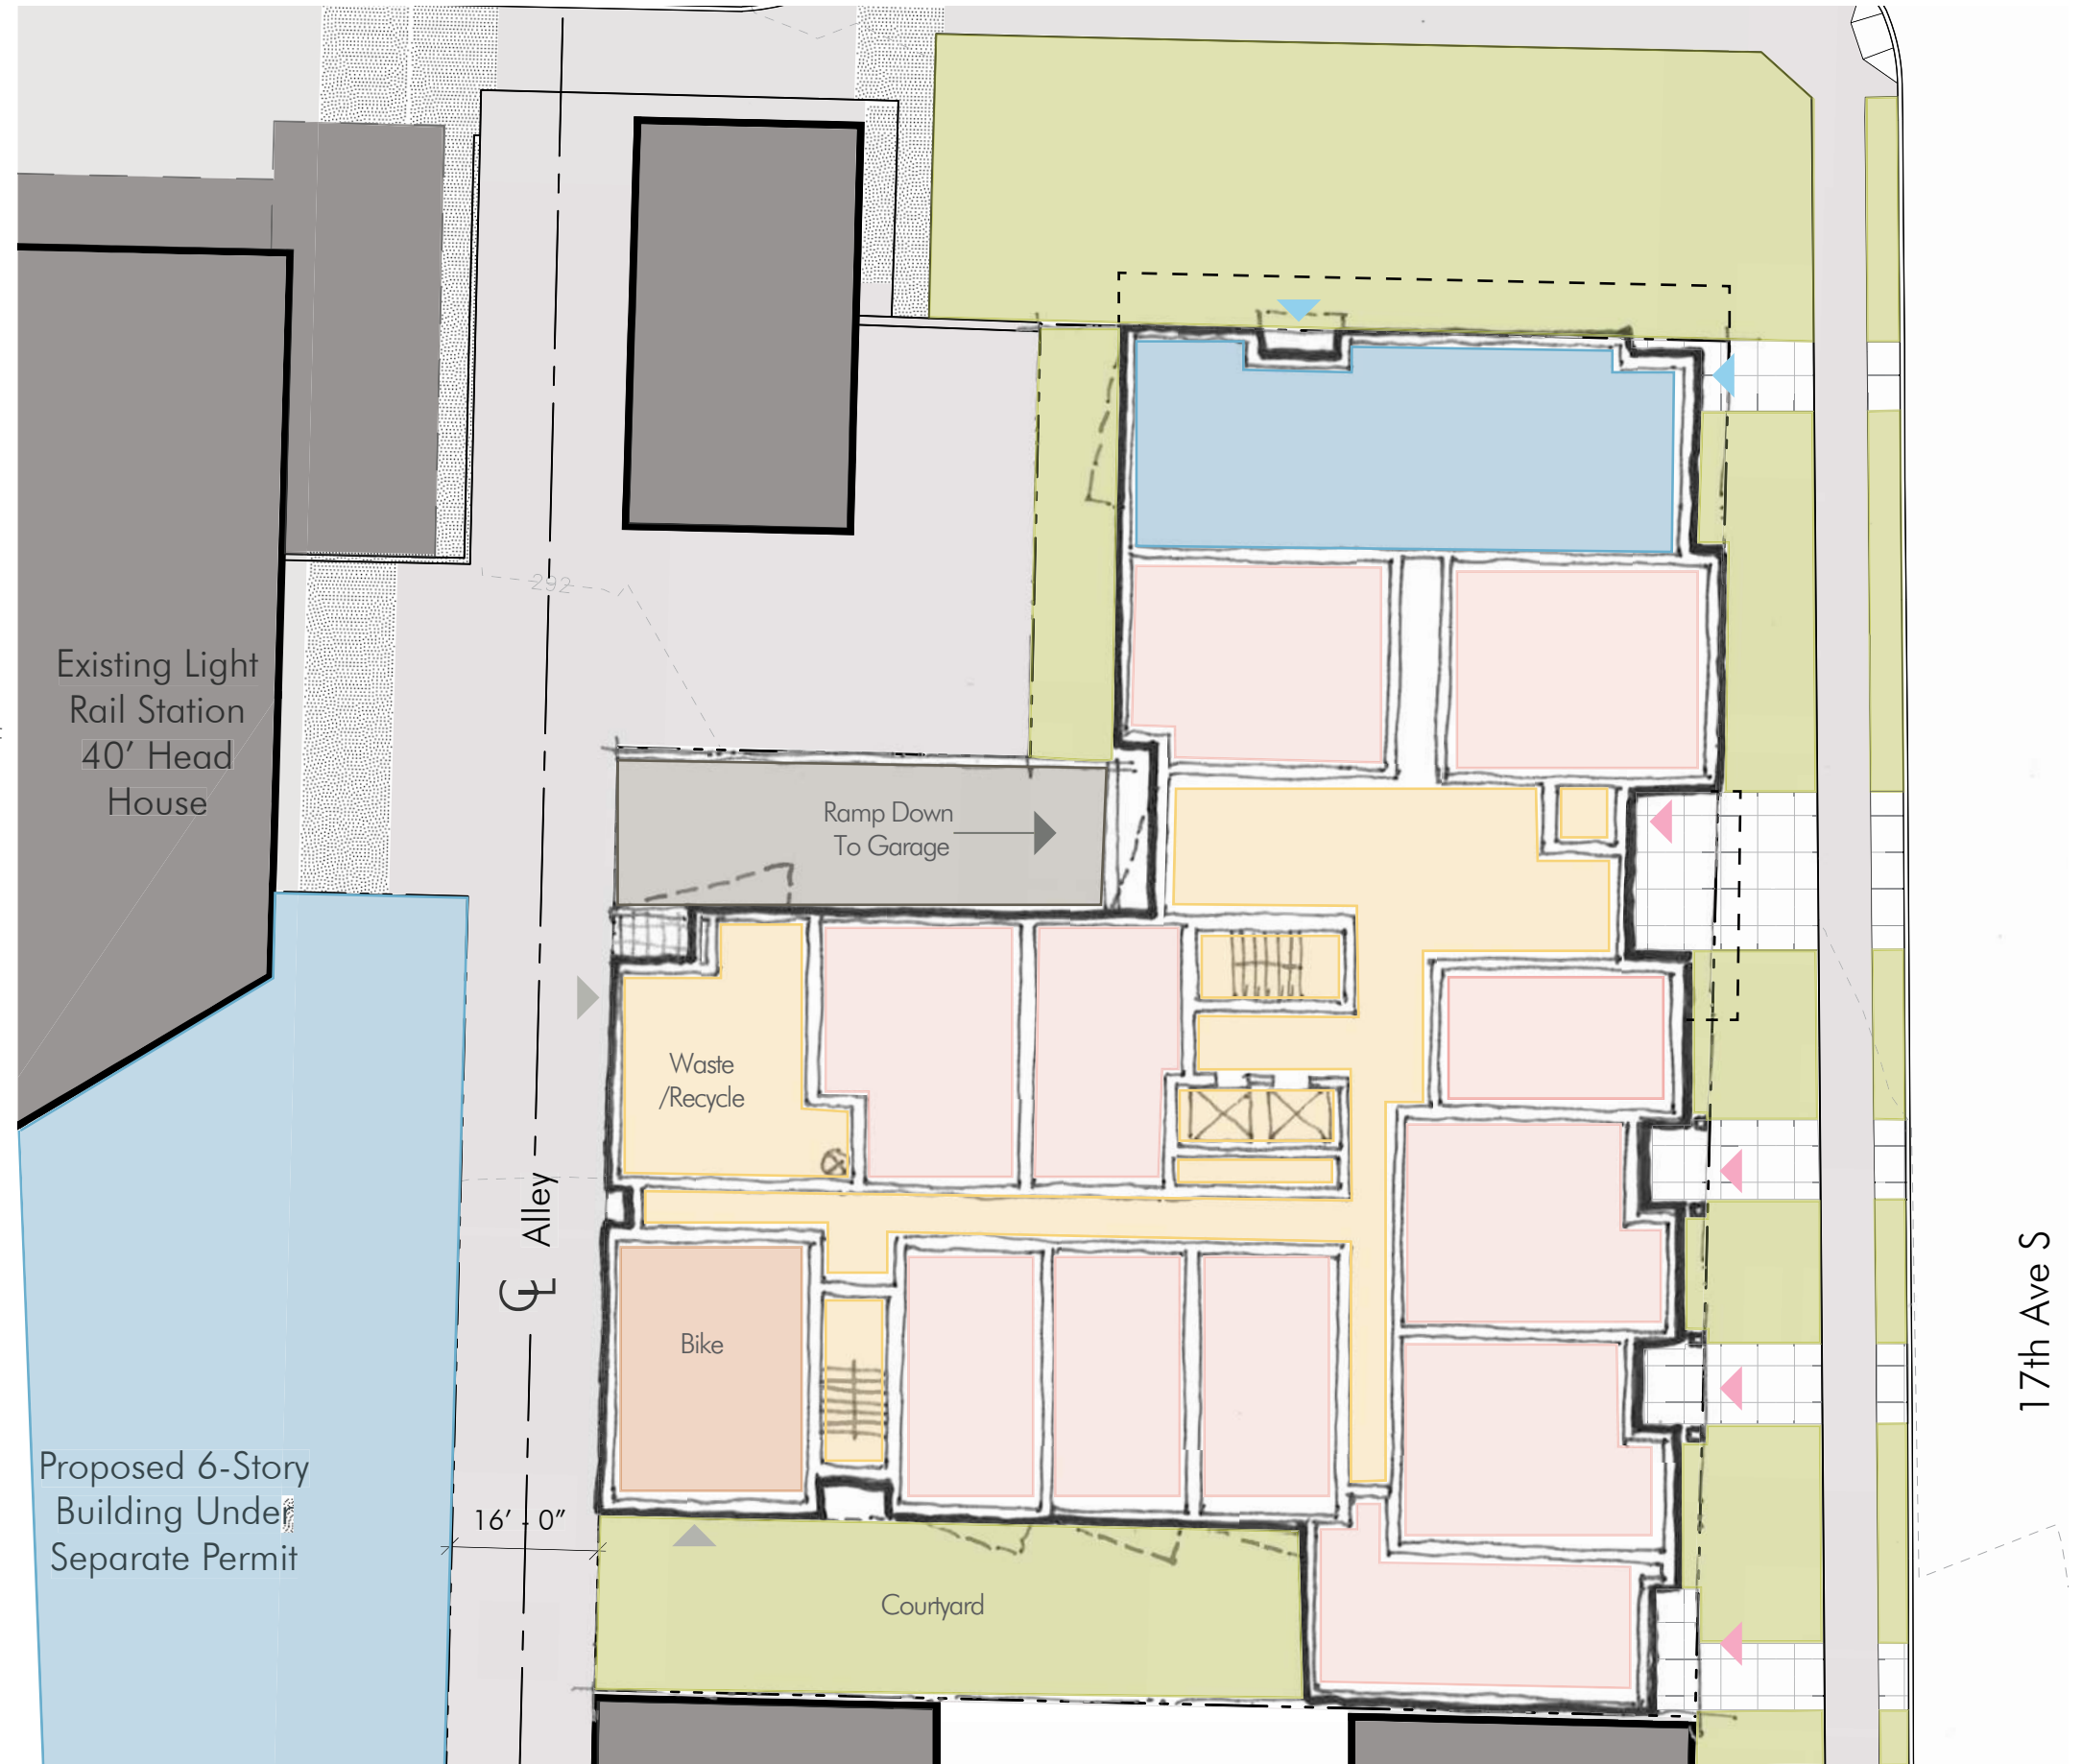 292
Existing Light
Rail Station
40’ Head
House
Ramp Down
To Garage
Waste
/Recycle
Alley
CL
Bike
17th Ave S
Proposed 6-Story
Building Under
Separate Permit
16’ - 0”
Courtyard